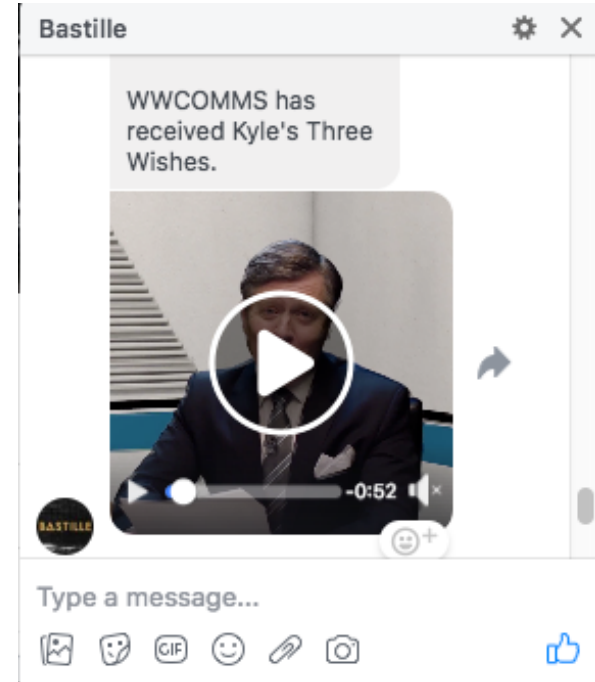 Bastille
WWCOMMS has
received Kyle's Three
Wishes.
-0:52
BASTILLE
Type a message...
GIF